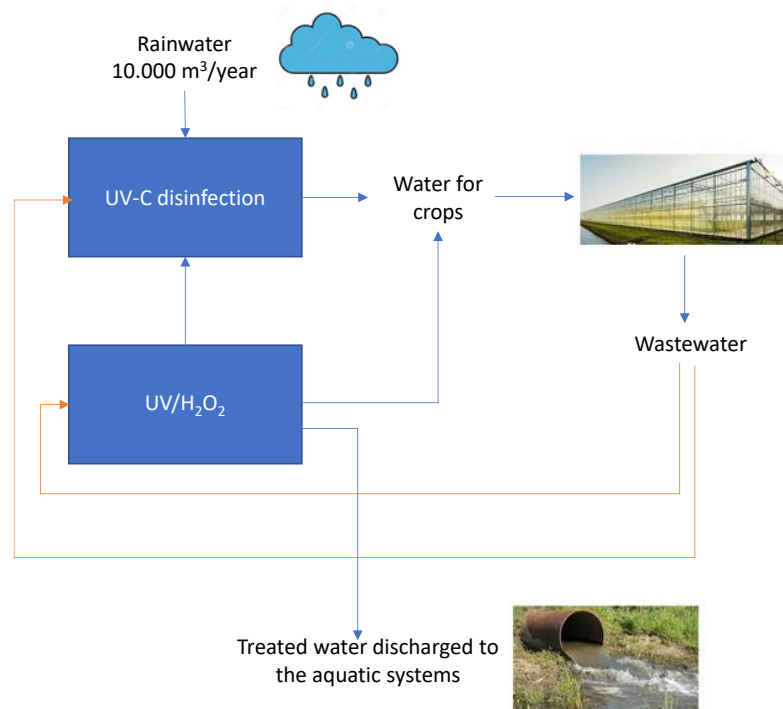 Rainwater
10.000 m³/year
UV-C disinfection
Water for
crops
Wastewater
UV/H₂O₂
Treated water discharged to
the aquatic systems